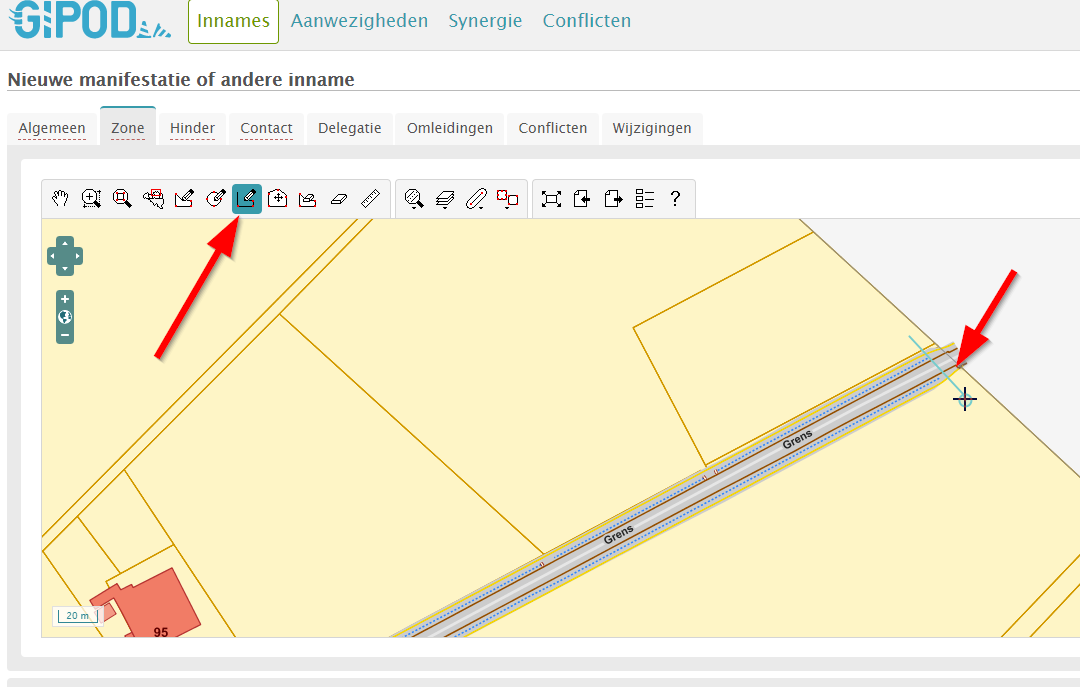 GIPOD Innames Aanwezigheden Synergie Conflicten
Nieuwe manifestatie of andere inname
Algemeen Zone Hinder Contact Delegatie Omleidingen Conflicten Wijzigingen
?
+
−
Grens
Grens
20 m
95